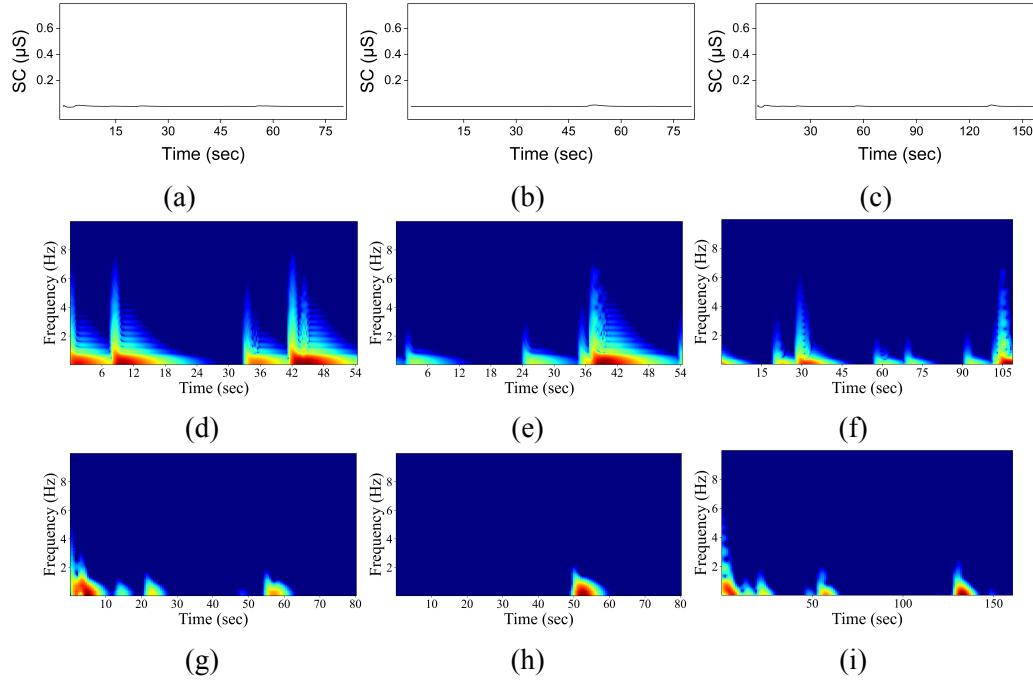 SC (µS) 0.6 0.4 0.2 15 30 45 60 75 Time (sec)
(a)
SC (µS) 0.6 0.4 0.2 15 30 45 60 75 Time (sec)
(b)
SC (µS) 0.6 0.4 0.2 30 60 90 120 150 Time (sec)
(c)
Frequency (Hz) 8 6 4 2 6 12 18 24 30 36 42 48 54 Time (sec)
(d)
Frequency (Hz) 8 6 4 2 6 12 18 24 30 36 42 48 54 Time (sec)
(e)
Frequency (Hz) 8 6 4 2 15 30 45 60 75 90 105 Time (sec)
(f)
Frequency (Hz) 8 6 4 2 10 20 30 40 50 60 70 80 Time (sec)
(g)
Frequency (Hz) 8 6 4 2 10 20 30 40 50 60 70 80 Time (sec)
(h)
Frequency (Hz) 8 6 4 2 50 100 150 Time (sec)
(i)